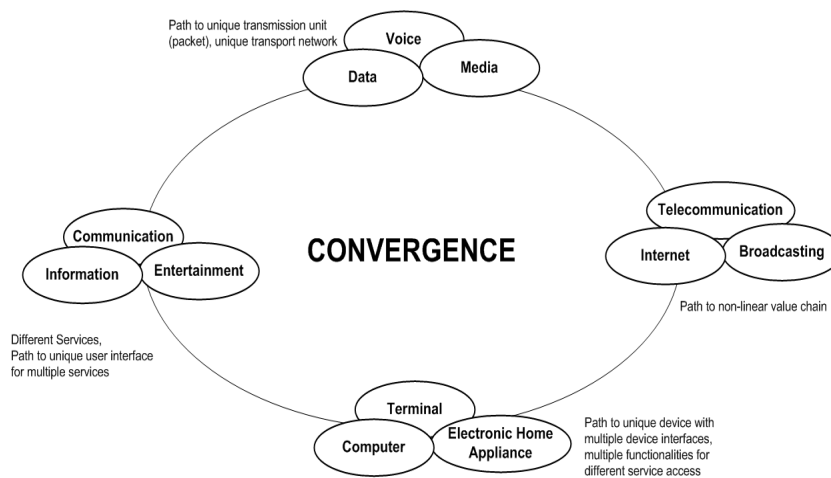 Path to unique transmission unit
(packet), unique transport network
Voice
Data
Media
Telecommunication
Internet
Broadcasting
Path to non-linear value chain
CONVERGENCE
Communication
Information
Entertainment
Different Services,
Path to unique user interface
for multiple services
Terminal
Computer
Electronic Home
Appliance
Path to unique device with
multiple device interfaces,
multiple functionalities for
different service access